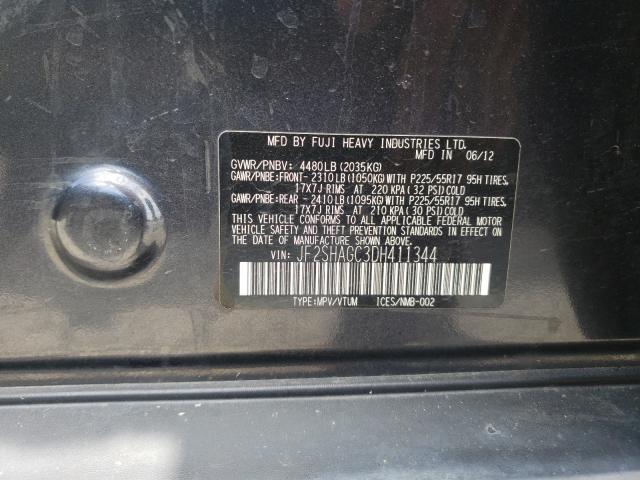 MFD BY FUJI HEAVY INDUSTRIES LTD.
MFD IN 06/12
GVWR/PNBV: 4480LB(2035KG)
GAWR/PNBE:FRONT-2310LB(1050KG)WITH P225/55R17 95H TIRES,
17X7J RIMS AT 220 KPA(32 PSI)COLD
GAWR/PNBE:REAR -2410LB(1095KG)WITH P225/55R17 95H TIRES,
17X7J RIMS AT 210 KPA(30 PSI)COLD
THIS VEHICLE CONFORMS TO ALL APPLICABLE FEDERAL MOTOR
VEHICLE SAFETY STANDARDS IN EFFECT ON THE DATE OF
MANUFACTURE SHOWN ABOVE.
VIN: JF2SHAGC3DH411344
TYPE:MPV/VTUM ICES/NMB-002